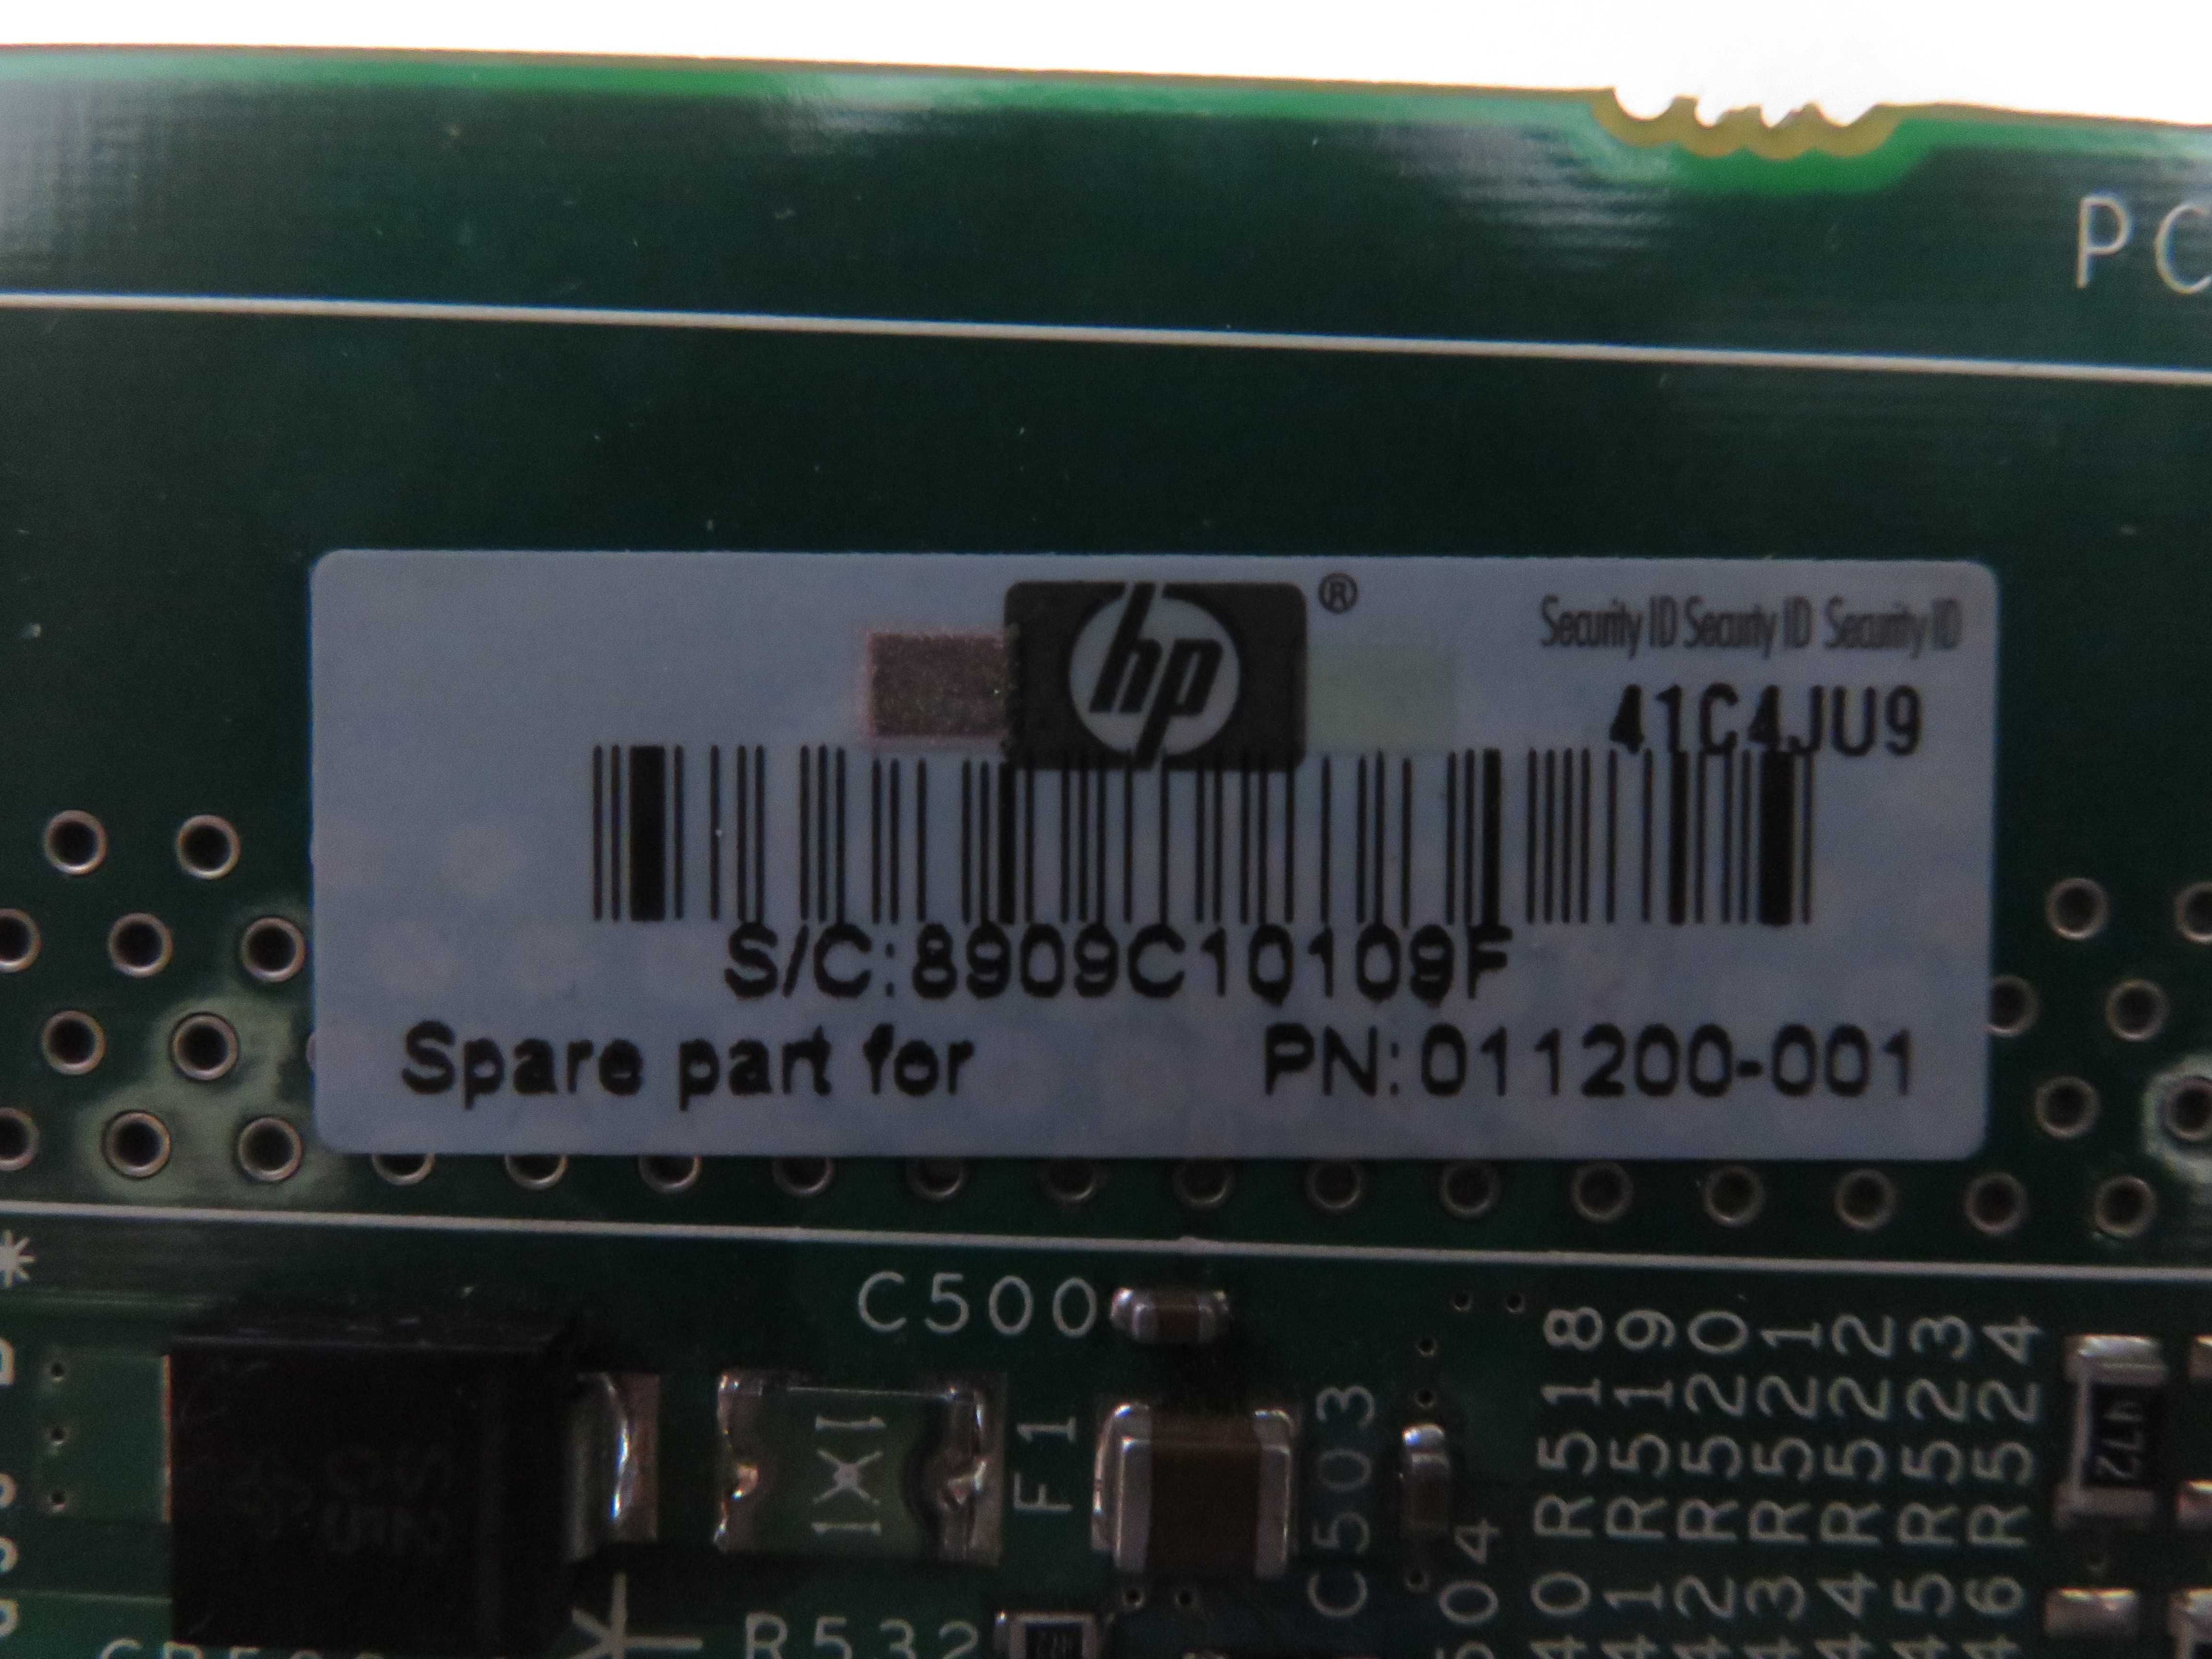 PC
hp®
Security ID Security ID Security ID
41C4JU9
S/C:8909C10109F
Spare part for PN:011200-001
C500
F1
C503
R518
R519
R520
R521
R522
R523
R524
R532
472